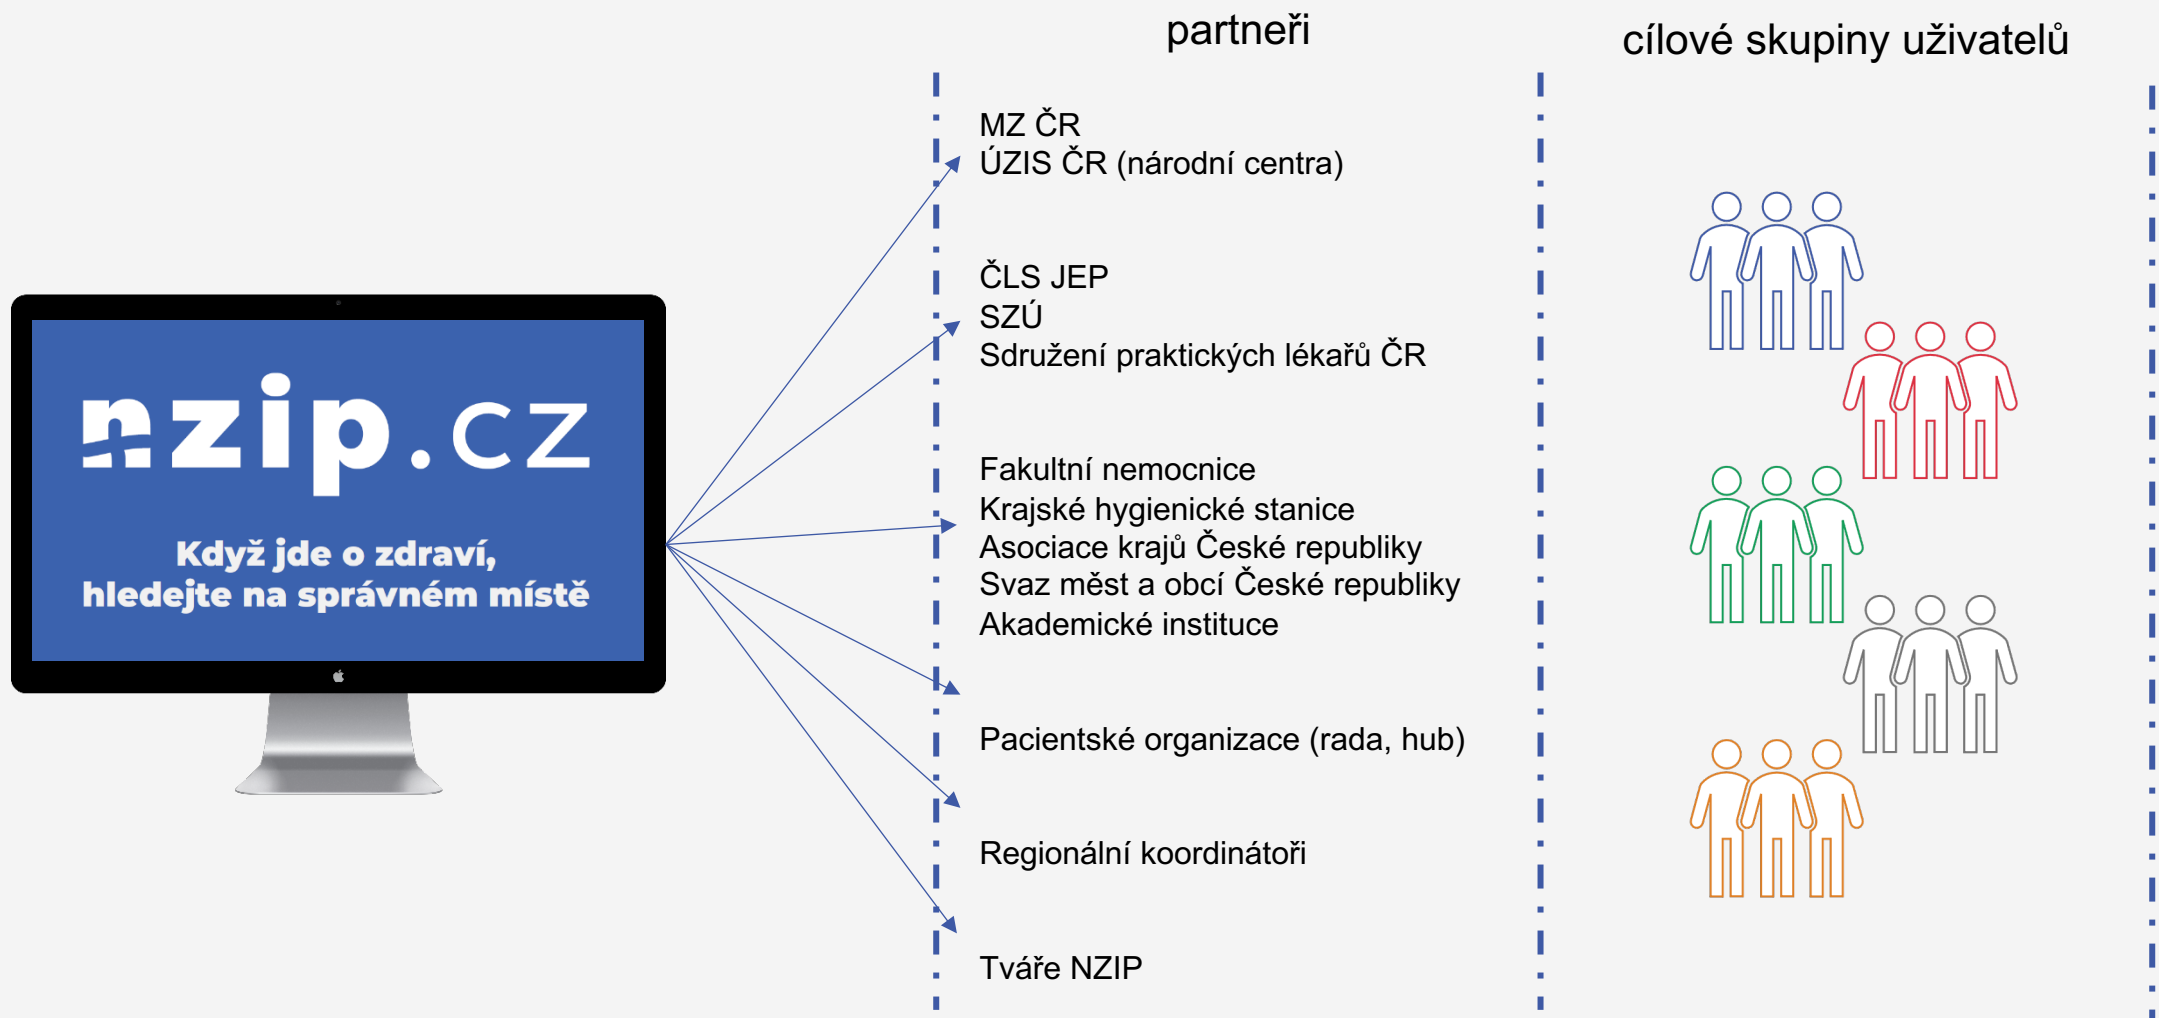 partneři
cílové skupiny uživatelů
MZ ČR
ÚZIS ČR (národní centra)
ČLS JEP
SZÚ
Sdružení praktických lékařů ČR
nzip.cz
Když jde o zdraví,
hledejte na správném místě
Fakultní nemocnice
Krajské hygienické stanice
Asociace krajů České republiky
Svaz měst a obcí České republiky
Akademické instituce
Pacientské organizace (rada, hub)
Regionální koordinátoři
Tváře NZIP